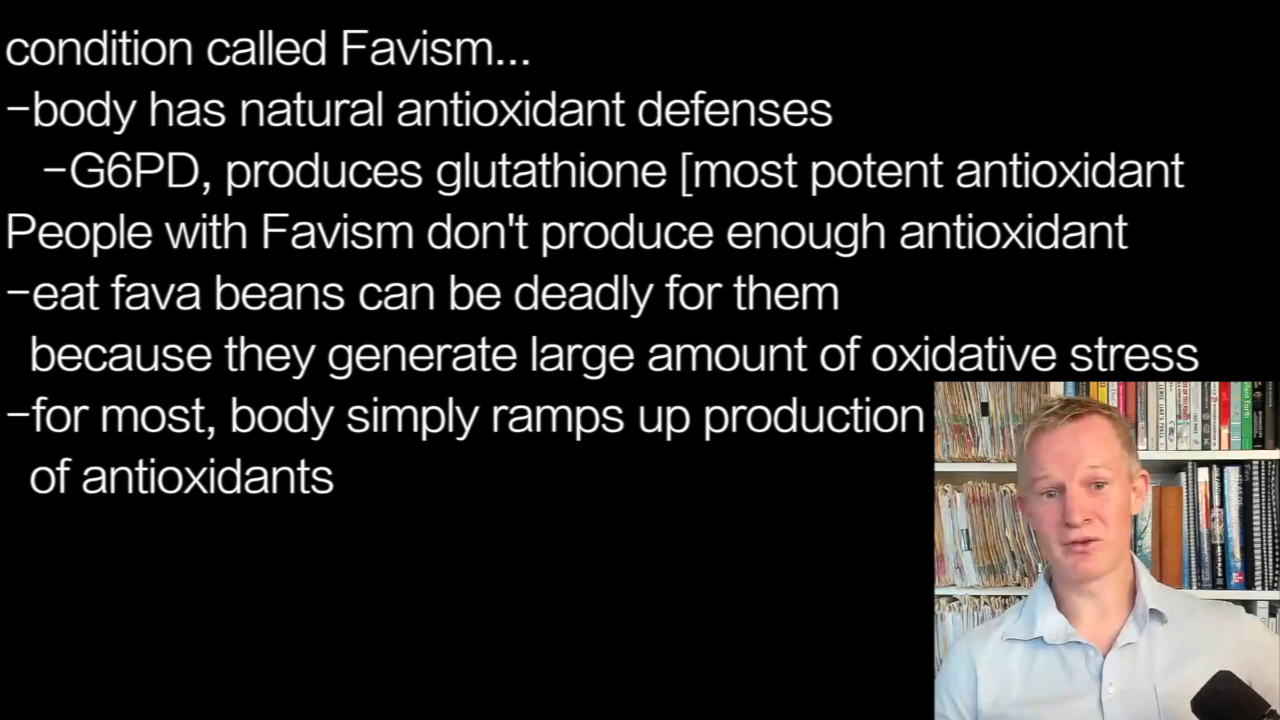 condition called Favism...
-body has natural antioxidant defenses
-G6PD, produces glutathione [most potent antioxidant
People with Favism don't produce enough antioxidant
-eat fava beans can be deadly for them
because they generate large amount of oxidative stress
-for most, body simply ramps up production
of antioxidants